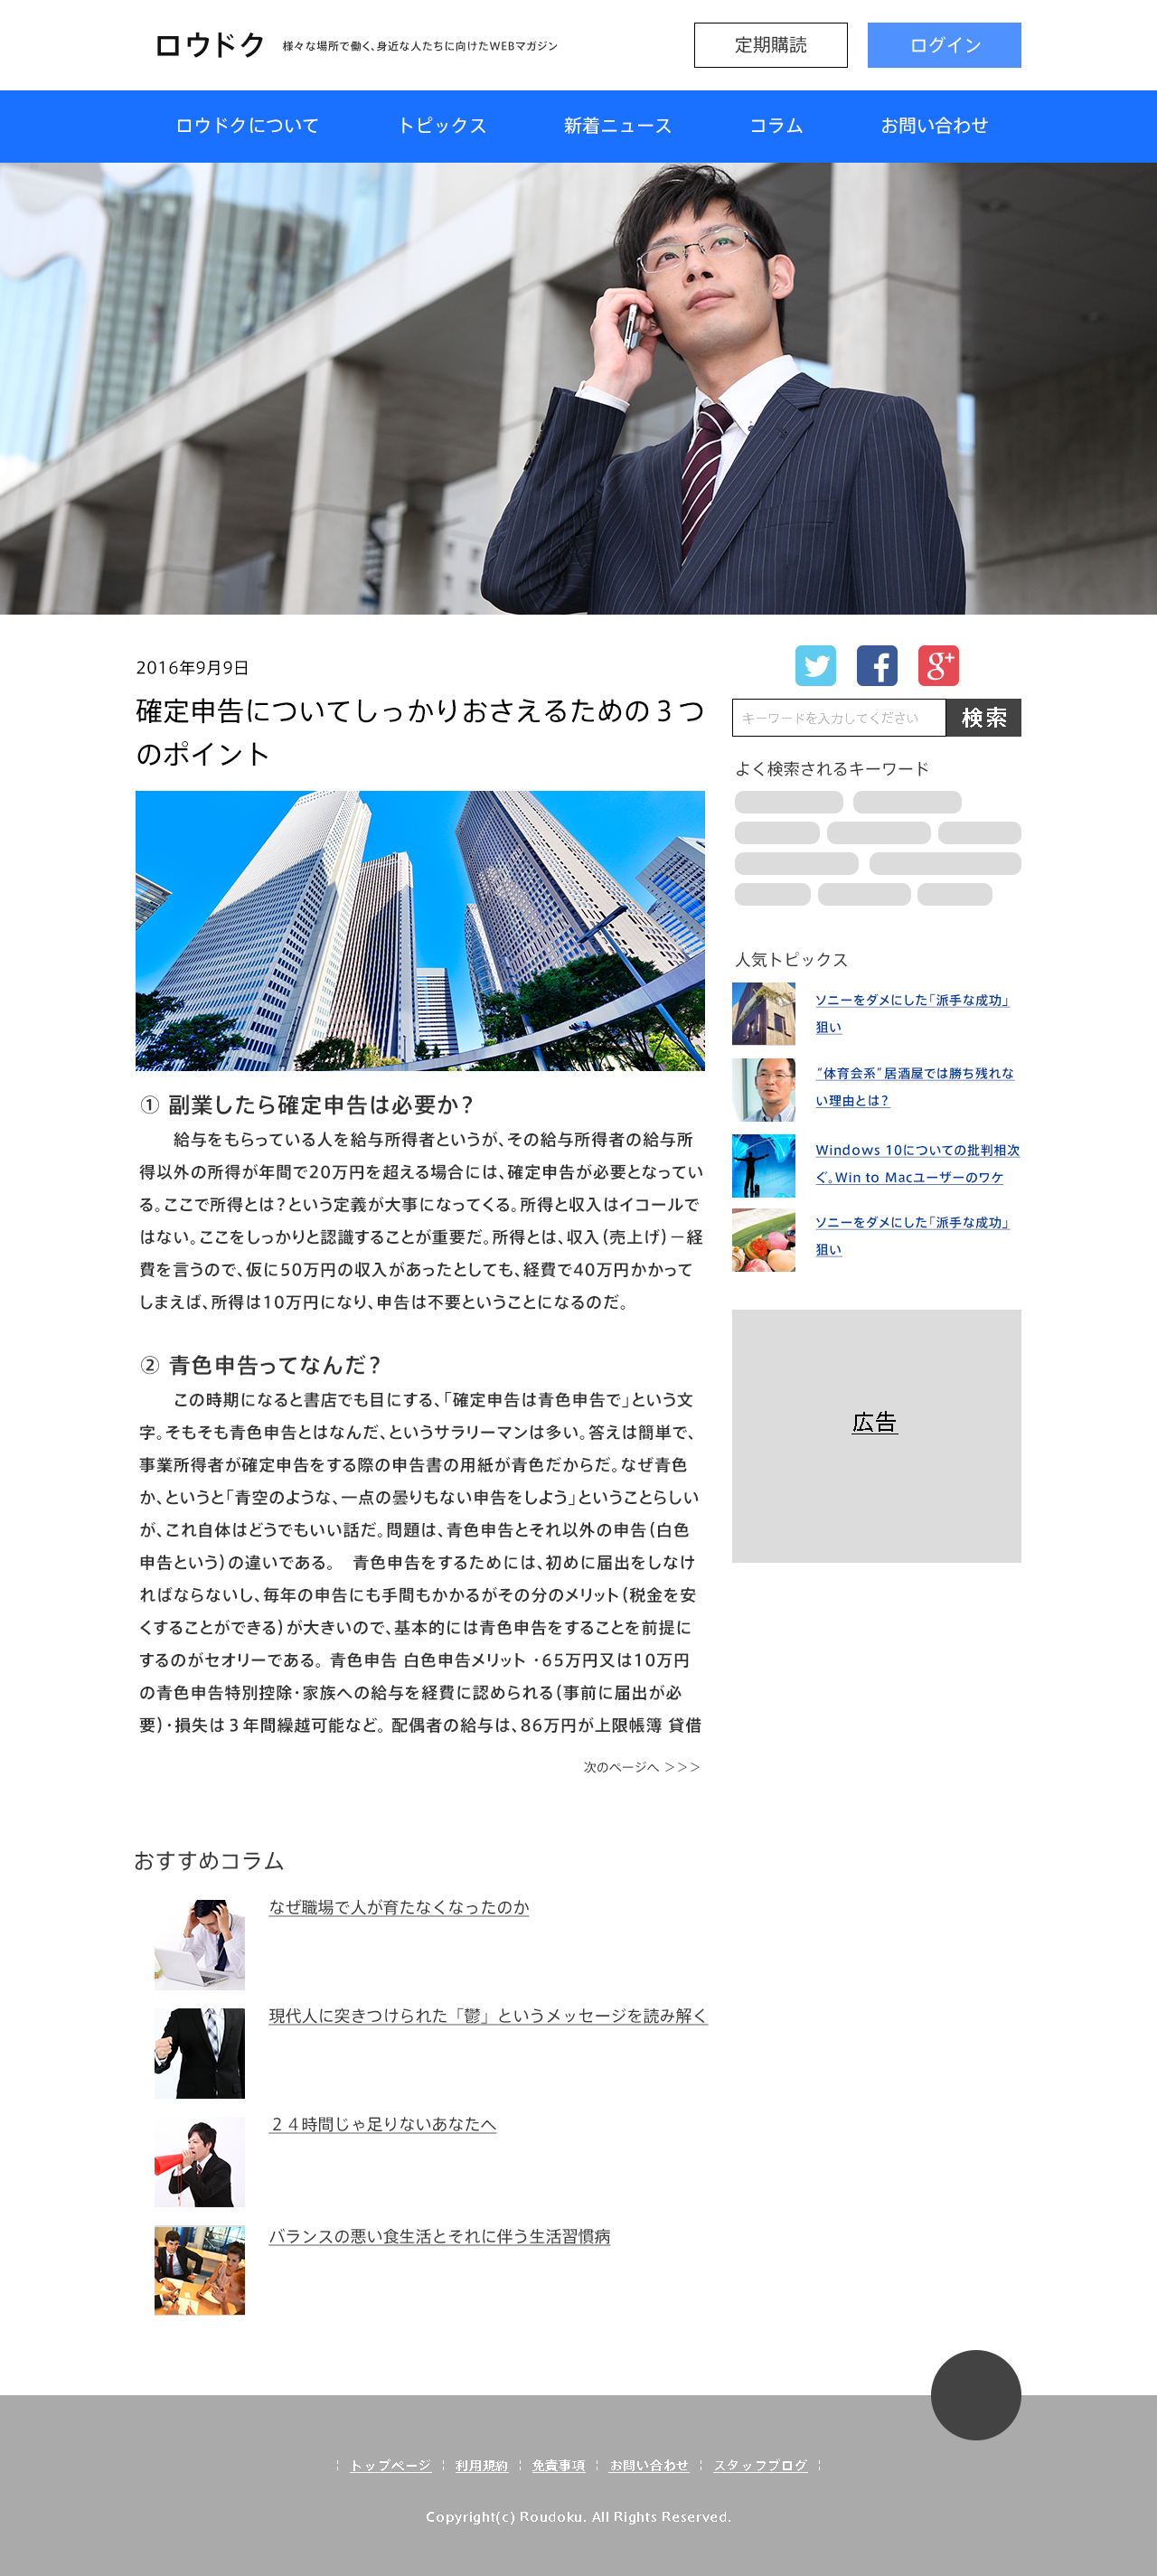 ロウドク 様々な場所で働く、身近な人たちに向けたWEBマガジン
定期購読
ログイン
ロウドクについて
トピックス
新着ニュース
コラム
お問い合わせ
2016年9月9日
確定申告についてしっかりおさえるための３つ
のポイント
① 副業したら確定申告は必要か？
　給与をもらっている人を給与所得者というが、その給与所得者の給与所
得以外の所得が年間で20万円を超える場合には、確定申告が必要となってい
る。ここで所得とは？という定義が大事になってくる。所得と収入はイコールで
はない。ここをしっかりと認識することが重要だ。所得とは、収入（売上げ）－経
費を言うので、仮に50万円の収入があったとしても、経費で40万円かかって
しまえば、所得は10万円になり、申告は不要ということになるのだ。
② 青色申告ってなんだ？
　この時期になると書店でも目にする、「確定申告は青色申告で」という文
字。そもそも青色申告とはなんだ、というサラリーマンは多い。答えは簡単で、
事業所得者が確定申告をする際の申告書の用紙が青色だからだ。なぜ青色
か、というと「青空のような、一点の曇りもない申告をしよう」ということらしい
が、これ自体はどうでもいい話だ。問題は、青色申告とそれ以外の申告（白色
申告という）の違いである。　青色申告をするためには、初めに届出をしなけ
ればならないし、毎年の申告にも手間もかかるがその分のメリット（税金を安
くすることができる）が大きいので、基本的には青色申告をすることを前提に
するのがセオリーである。 青色申告 白色申告メリット ・65万円又は10万円
の青色申告特別控除・家族への給与を経費に認められる（事前に届出が必
要）・損失は３年間繰越可能など。 配偶者の給与は、86万円が上限帳簿 貸借
次のページへ ＞＞＞
キーワードを入力してください
検索
よく検索されるキーワード
人気トピックス
ソニーをダメにした「派手な成功」
狙い
“体育会系”居酒屋では勝ち残れな
い理由とは？
Windows 10についての批判相次
ぐ。Win to Macユーザーのワケ
ソニーをダメにした「派手な成功」
狙い
広告
おすすめコラム
なぜ職場で人が育たなくなったのか
現代人に突きつけられた「鬱」というメッセージを読み解く
２４時間じゃ足りないあなたへ
バランスの悪い食生活とそれに伴う生活習慣病
¦ トップページ ¦ 利用規約 ¦ 免責事項 ¦ お問い合わせ ¦ スタッフブログ ¦
Copyright(c) Roudoku. All Rights Reserved.